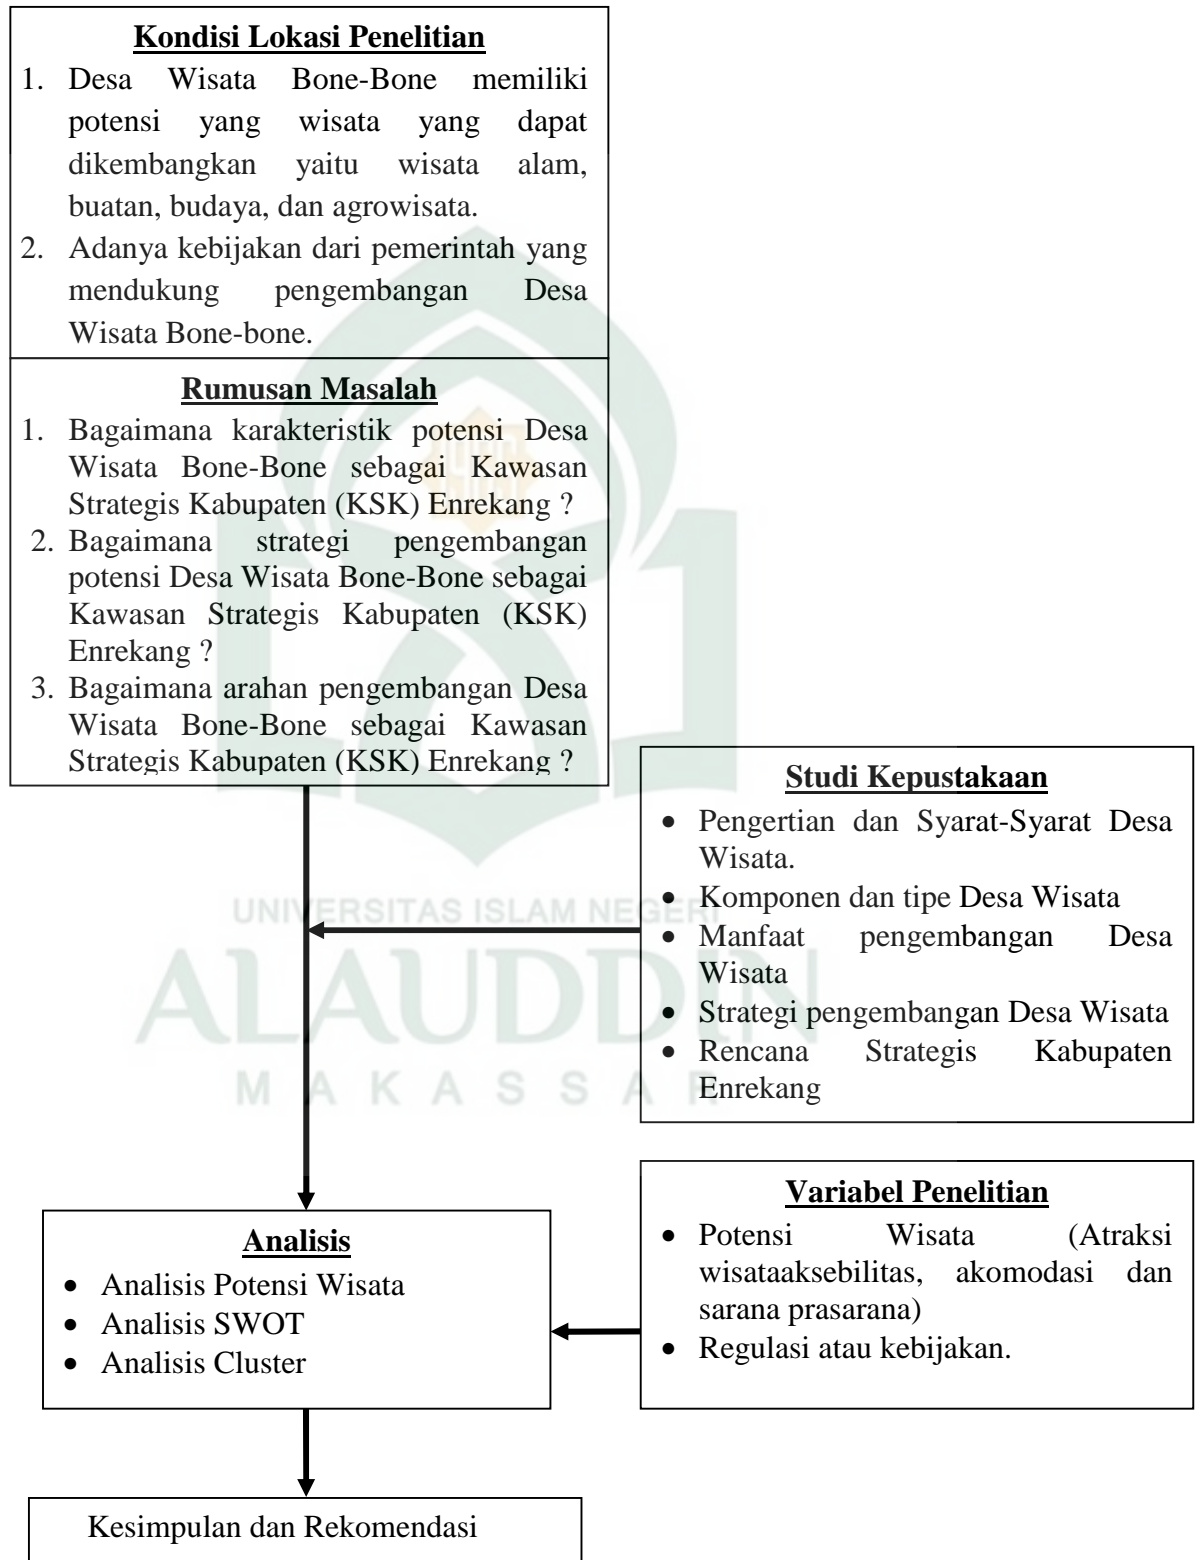 Kondisi Lokasi Penelitian
1. Desa Wisata Bone-Bone memiliki
potensi yang wisata yang dapat
dikembangkan yaitu wisata alam,
buatan, budaya, dan agrowisata.
2. Adanya kebijakan dari pemerintah yang
mendukung pengembangan Desa
Wisata Bone-bone.
Rumusan Masalah
1. Bagaimana karakteristik potensi Desa
Wisata Bone-Bone sebagai Kawasan
Strategis Kabupaten (KSK) Enrekang ?
2. Bagaimana strategi pengembangan
potensi Desa Wisata Bone-Bone sebagai
Kawasan Strategis Kabupaten (KSK)
Enrekang ?
3. Bagaimana arahan pengembangan Desa
Wisata Bone-Bone sebagai Kawasan
Strategis Kabupaten (KSK) Enrekang ?
Studi Kepustakaan
• Pengertian dan Syarat-Syarat Desa
Wisata.
• Komponen dan tipe Desa Wisata
• Manfaat pengembangan Desa
Wisata
• Strategi pengembangan Desa Wisata
• Rencana Strategis Kabupaten
Enrekang
UNIVERSITAS ISLAM NEGERI
ALAUDDIN
MAKASSAR
Variabel Penelitian
• Potensi Wisata (Atraksi
wisataaksebilitas, akomodasi dan
sarana prasarana)
• Regulasi atau kebijakan.
Analisis
• Analisis Potensi Wisata
• Analisis SWOT
• Analisis Cluster
Kesimpulan dan Rekomendasi